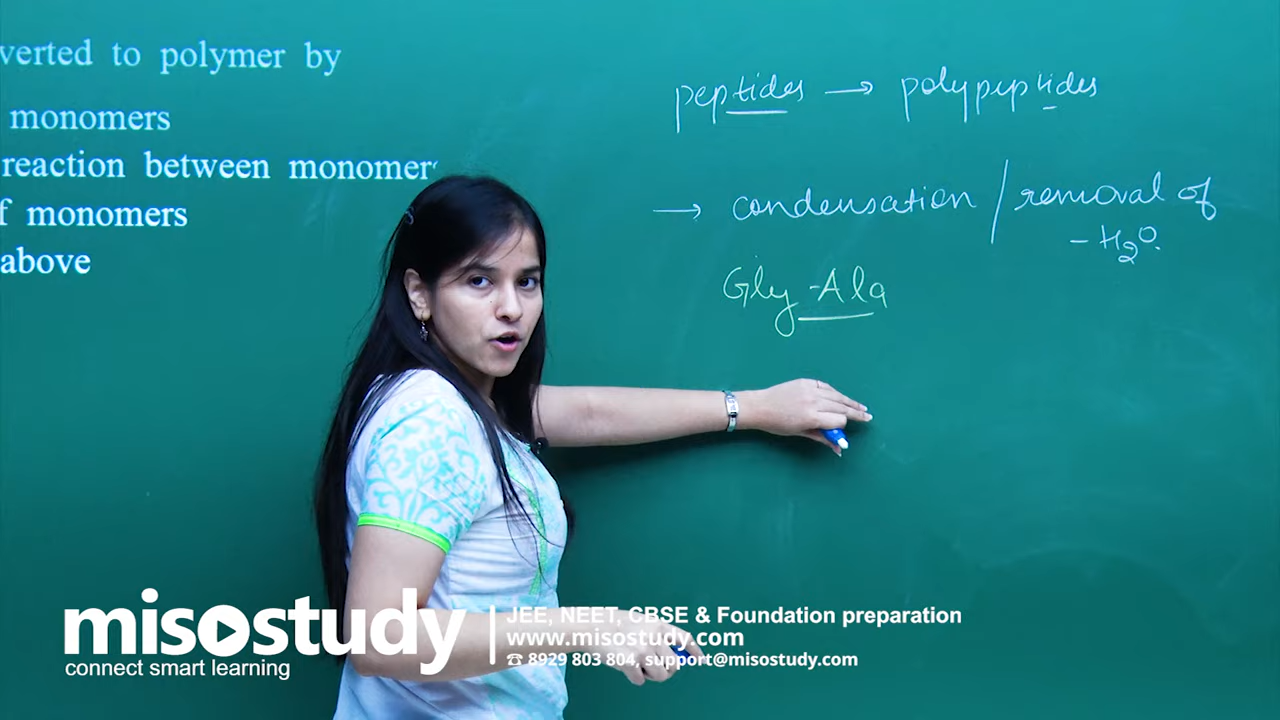 verted to polymer by
monomers
reaction between monomer
f monomers
above
peptides → polypeptides
→ condensation / removal of
- H₂O.
Gly-Ala
misostudy
connect smart learning
JEE, NEET, CBSE & Foundation preparation
www.misostudy.com
☎ 8929 803 804, support@misostudy.com